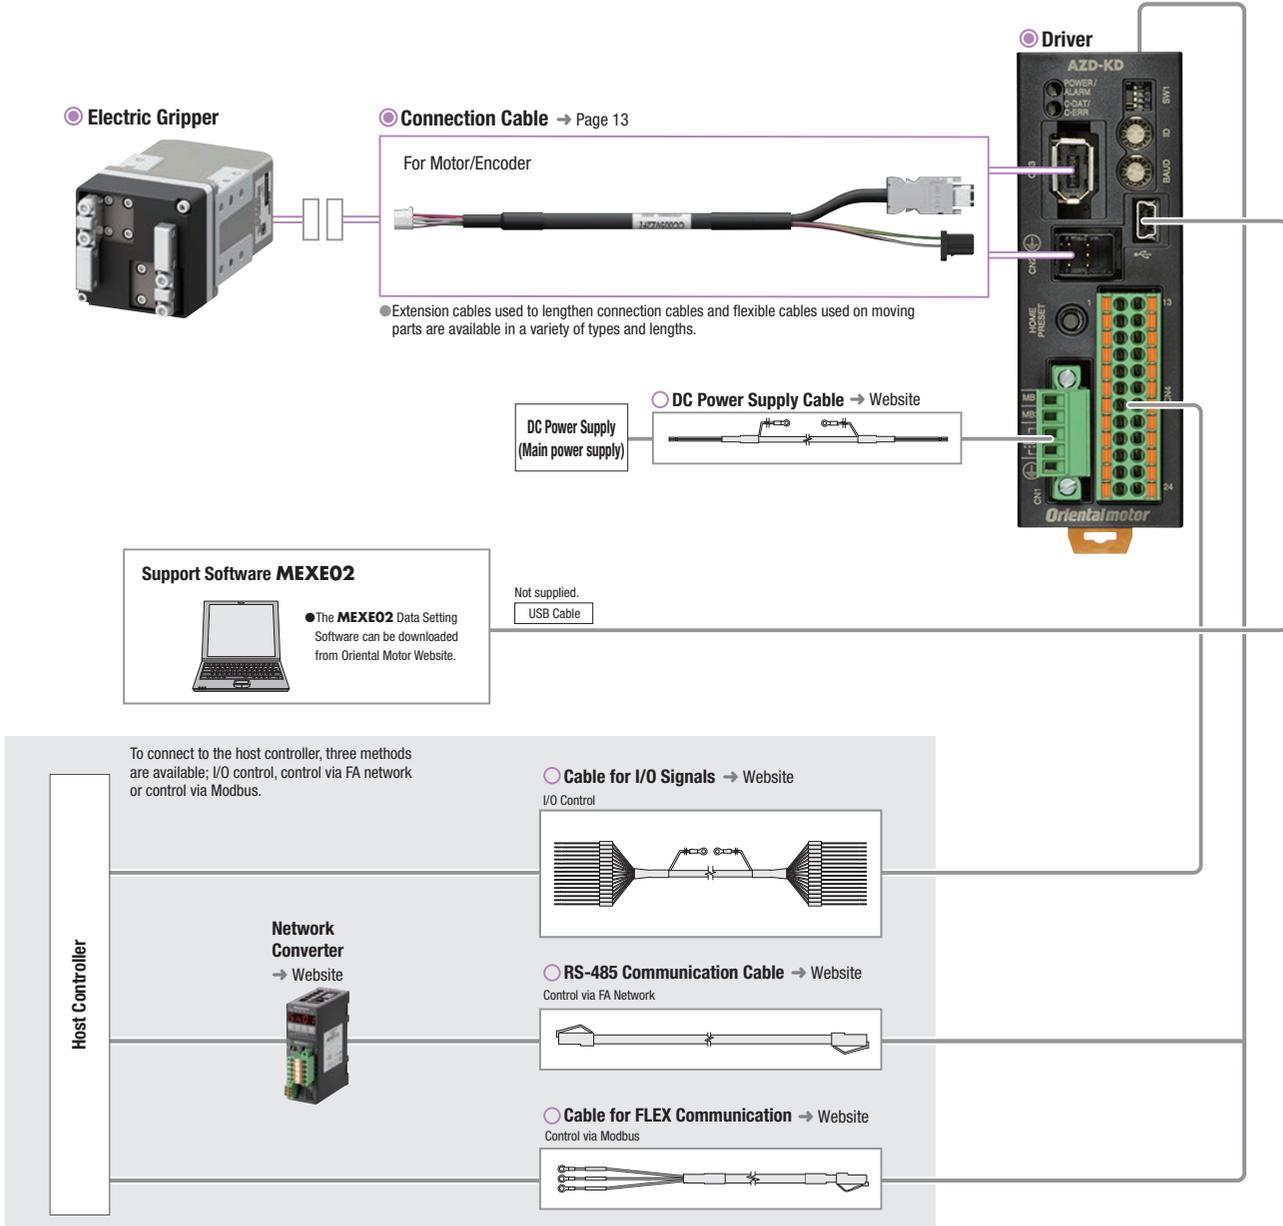 Driver
AZD-KD
POWER/
ALARM
C-DAT/
C-ERR
SW1
ID
BAUD
CN2
HOME
PRESET
1
13
CN4
24
MB
CN1
Orientalmotor
Electric Gripper
Connection Cable → Page 13
For Motor/Encoder
●Extension cables used to lengthen connection cables and flexible cables used on moving
parts are available in a variety of types and lengths.
DC Power Supply Cable → Website
DC Power Supply
(Main power supply)
Support Software MEXE02
●The MEXE02 Data Setting
Software can be downloaded
from Oriental Motor Website.
Not supplied.
USB Cable
To connect to the host controller, three methods
are available; I/O control, control via FA network
or control via Modbus.
Host Controller
Cable for I/O Signals → Website
I/O Control
Network
Converter
→ Website
RS-485 Communication Cable → Website
Control via FA Network
Cable for FLEX Communication → Website
Control via Modbus